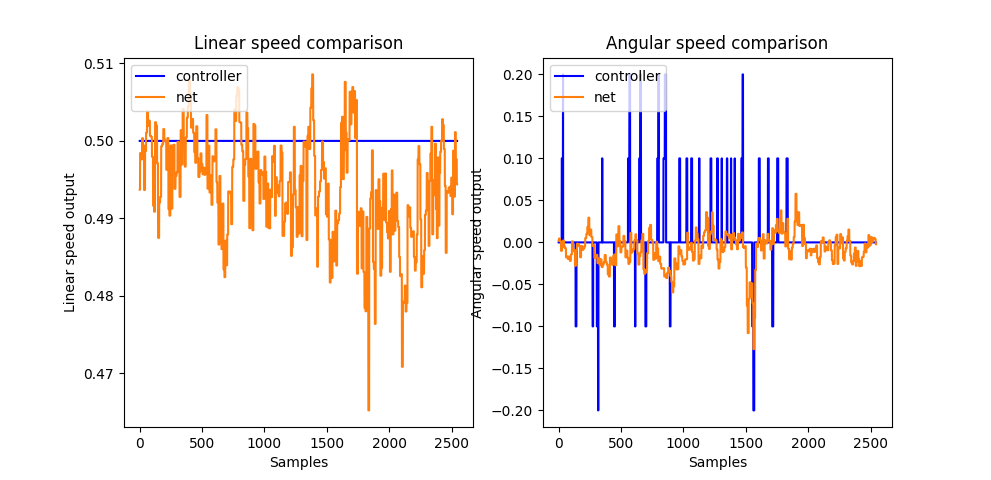 Linear speed comparison
controller
net
0.51
0.50
0.49
0.48
0.47
Linear speed output
0 500 1000 1500 2000 2500
Samples
Angular speed comparison
controller
net
0.20
0.15
0.10
0.05
0.00
−0.05
−0.10
−0.15
−0.20
Angular speed output
0 500 1000 1500 2000 2500
Samples